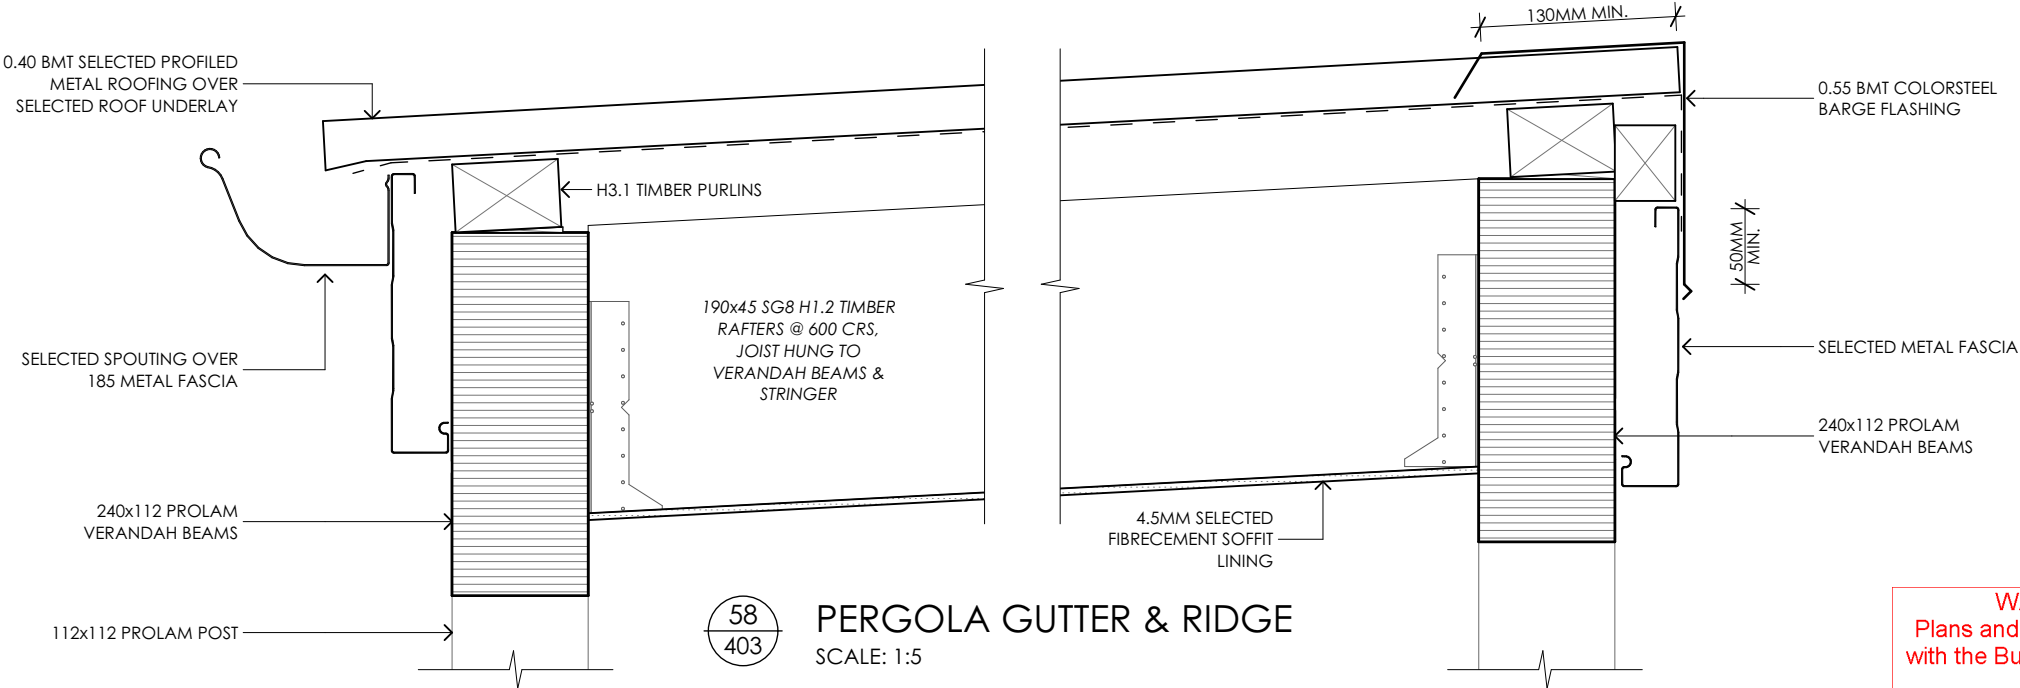 130MM MIN.
0.40 BMT SELECTED PROFILED
METAL ROOFING OVER
SELECTED ROOF UNDERLAY
0.55 BMT COLORSTEEL
BARGE FLASHING
H3.1 TIMBER PURLINS
50MM
MIN.
190x45 SG8 H1.2 TIMBER
RAFTERS @ 600 CRS,
JOIST HUNG TO
VERANDAH BEAMS &
STRINGER
SELECTED SPOUTING OVER
185 METAL FASCIA
SELECTED METAL FASCIA
240x112 PROLAM
VERANDAH BEAMS
240x112 PROLAM
VERANDAH BEAMS
4.5MM SELECTED
FIBRECEMENT SOFFIT
LINING
112x112 PROLAM POST
58
403
PERGOLA GUTTER & RIDGE
SCALE: 1:5
Plans and
with the